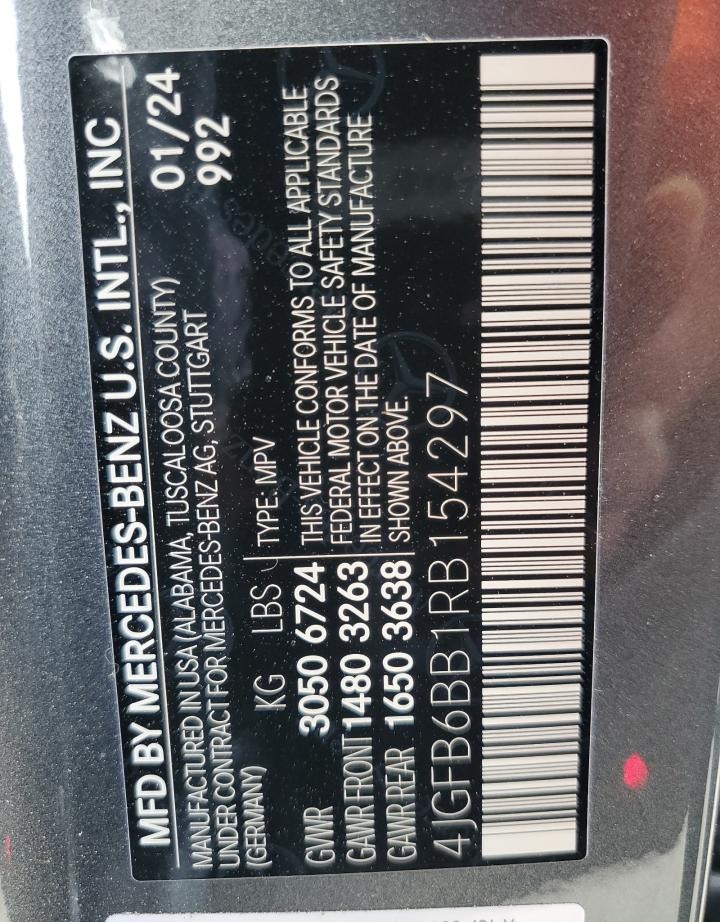 MFD BY MERCEDES-BENZ U.S. INTL., INC
MANUFACTURED IN USA (ALABAMA, TUSCALOOSA COUNTY) 01/24
UNDER CONTRACT FOR MERCEDES-BENZ AG, STUTTGART 992
(GERMANY)
KG LBS TYPE: MPV
GWR 3050 6724 THIS VEHICLE CONFORMS TO ALL APPLICABLE
GAWR FRONT 1480 3263 FEDERAL MOTOR VEHICLE SAFETY STANDARDS
GAWR REAR 1650 3638 IN EFFECT ON THE DATE OF MANUFACTURE
SHOWN ABOVE.
4JGFB6BB1RB154297